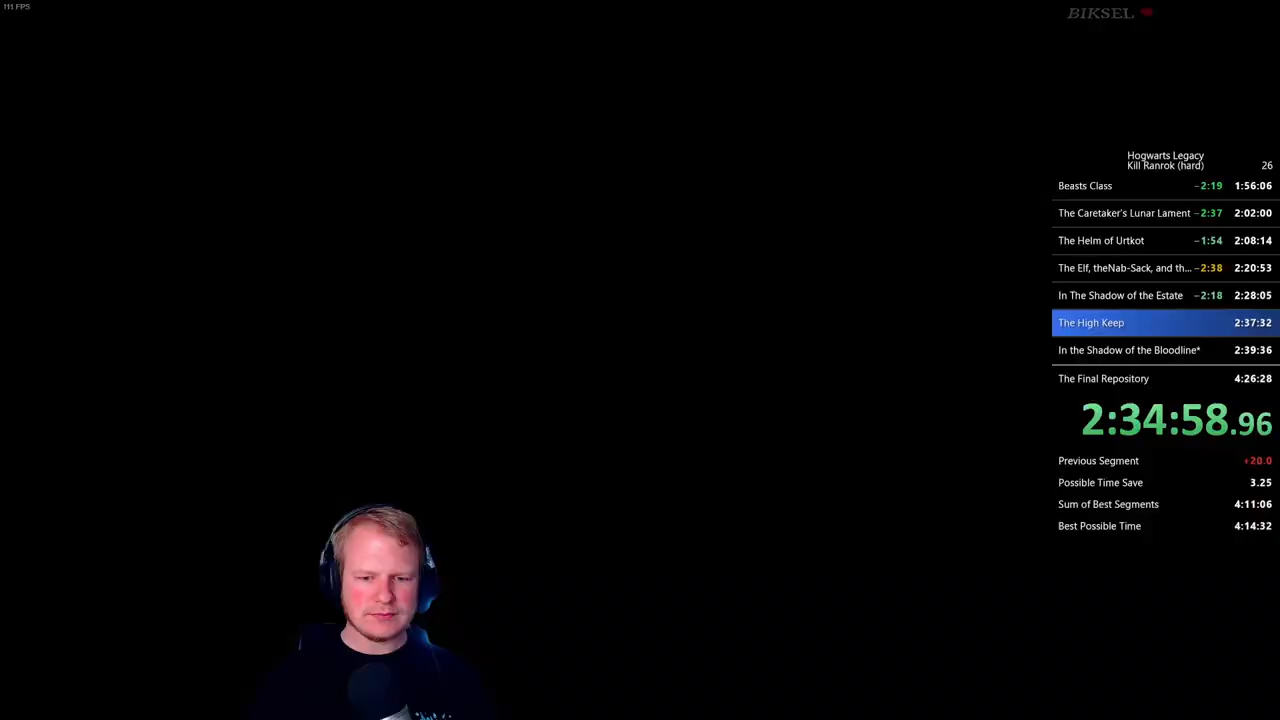 111 FPS
BIKSEL
Hogwarts Legacy
Kill Ranrok (hard) 26
Beasts Class -2:19 1:56:06
The Caretaker's Lunar Lament -2:37 2:02:00
The Helm of Urtkot -1:54 2:08:14
The Elf, theNab-Sack, and th... -2:38 2:20:53
In The Shadow of the Estate -2:18 2:28:05
The High Keep 2:37:32
In the Shadow of the Bloodline* 2:39:36
The Final Repository 4:26:28
2:34:58.96
Previous Segment +20.0
Possible Time Save 3.25
Sum of Best Segments 4:11:06
Best Possible Time 4:14:32